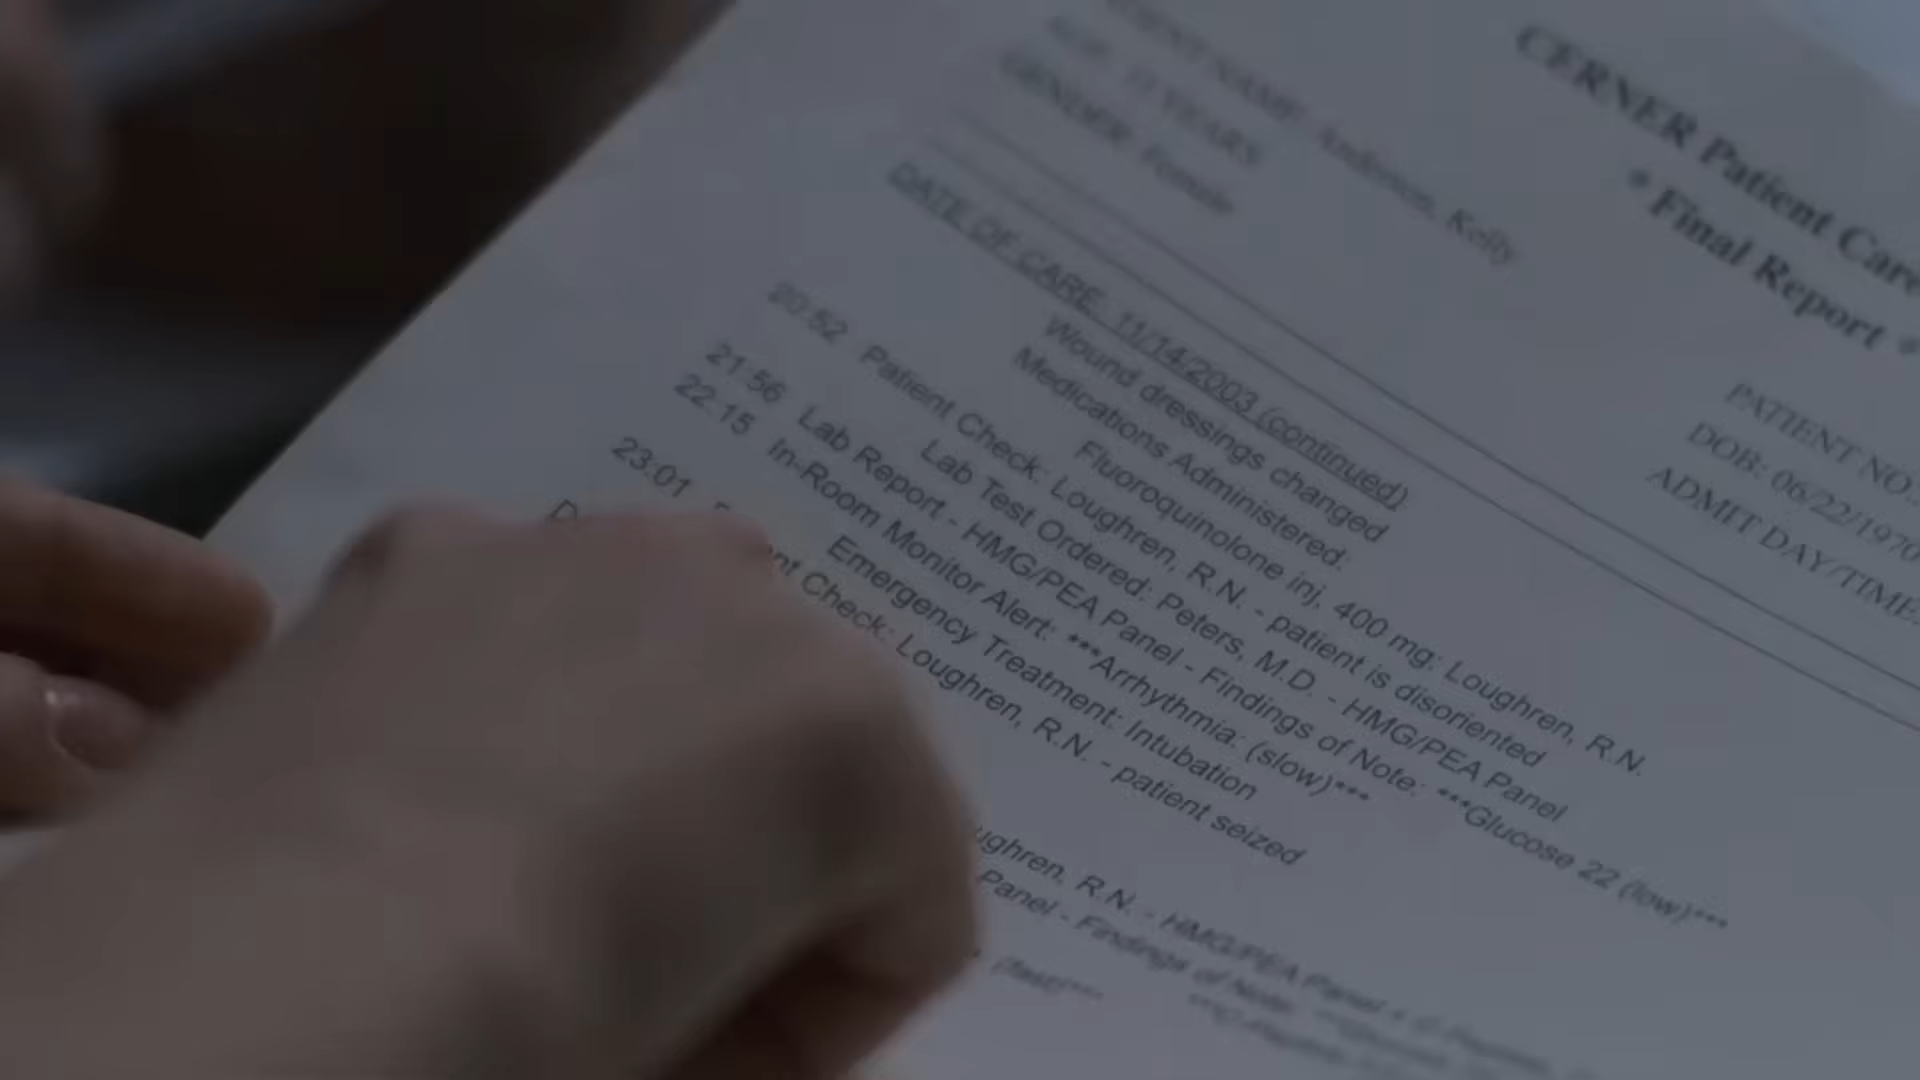 CERNER Patient Care
* Final Report *
PATIENT NAME: Anderson, Kelly
AGE: YEARS
GENDER: Female
PATIENT NO.
DOB: 06/22/1970
ADMIT DAY/TIME:
DATE OF CARE: 11/14/2003 (continued)
Wound dressings changed
Medications Administered:
Fluoroquinolone inj. 400 mg: Loughren, R.N.
20:52 Patient Check: Loughren, R.N. - patient is disoriented
Lab Test Ordered: Peters, M.D. - HMG/PEA Panel
21:56 Lab Report - HMG/PEA Panel - Findings of Note: ***Glucose 22 (low)***
22:15 In-Room Monitor Alert: ***Arrhythmia: (slow)***
Emergency Treatment: Intubation
23:01 nt Check: Loughren, R.N. - patient seized
ughren, R.N. - HMG/PEA Panel
Panel - Findings of Note:
(fast)***